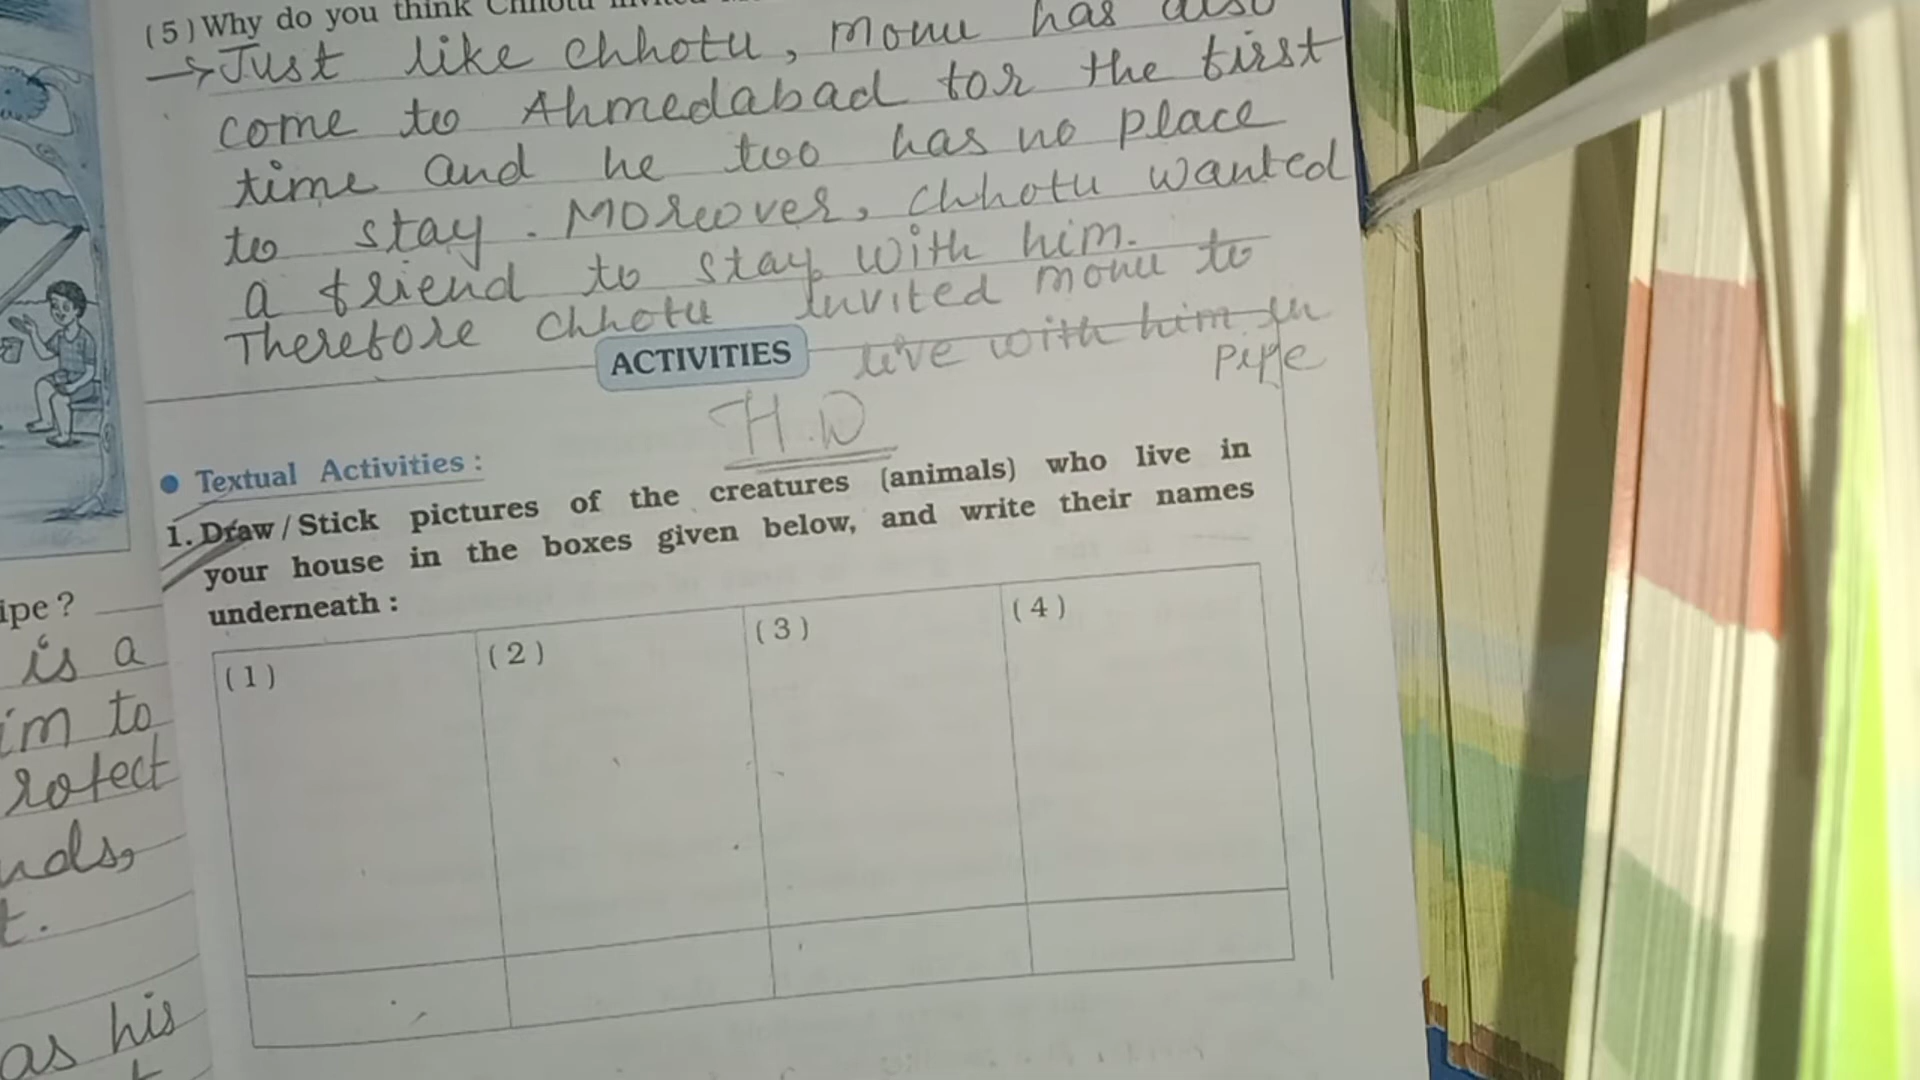 (5) Why do you think Chhotu invited
→ Just like chhotu, monu has also
come to Ahmedabad for the first
time and he too has no place
to stay. Moreover, chhotu wanted
a friend to stay with him.
Therefore chhotu invited monu to
live with him in
pipe
ACTIVITIES
H.W
• Textual Activities :
1. Draw / Stick pictures of the creatures (animals) who live in
your house in the boxes given below, and write their names
underneath :
(1)
(2)
(3)
(4)
ipe ?
is a
im to
rotect
nds,
t.
as his